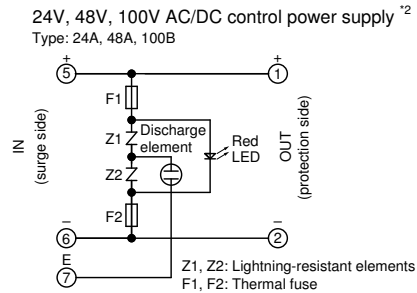 24V, 48V, 100V AC/DC control power supply *2
Type: 24A, 48A, 100B
+ +
5 1
F1
Z1 Discharge element
Red LED
IN (surge side)
OUT (protection side)
Z2
F2
− −
6 2
E
7
Z1, Z2: Lightning-resistant elements
F1, F2: Thermal fuse